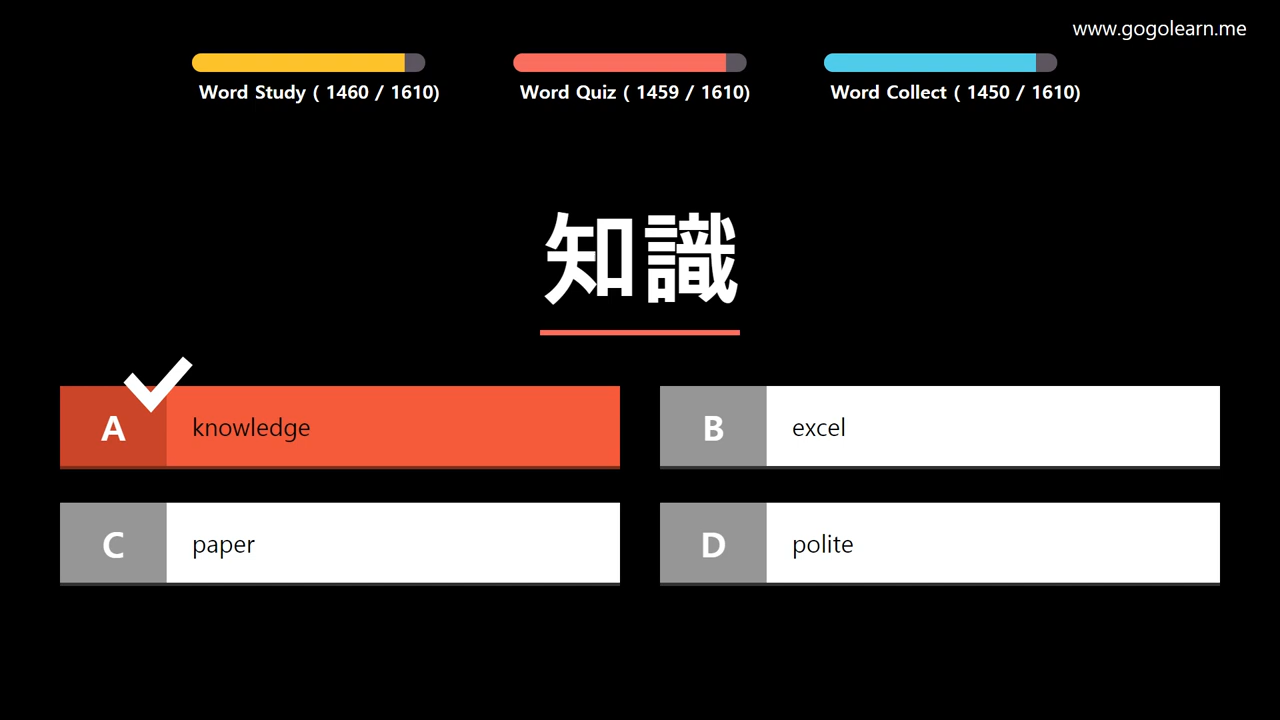 www.gogolearn.me
Word Study ( 1460 / 1610)
Word Quiz ( 1459 / 1610)
Word Collect ( 1450 / 1610)
知識
A knowledge
B excel
C paper
D polite